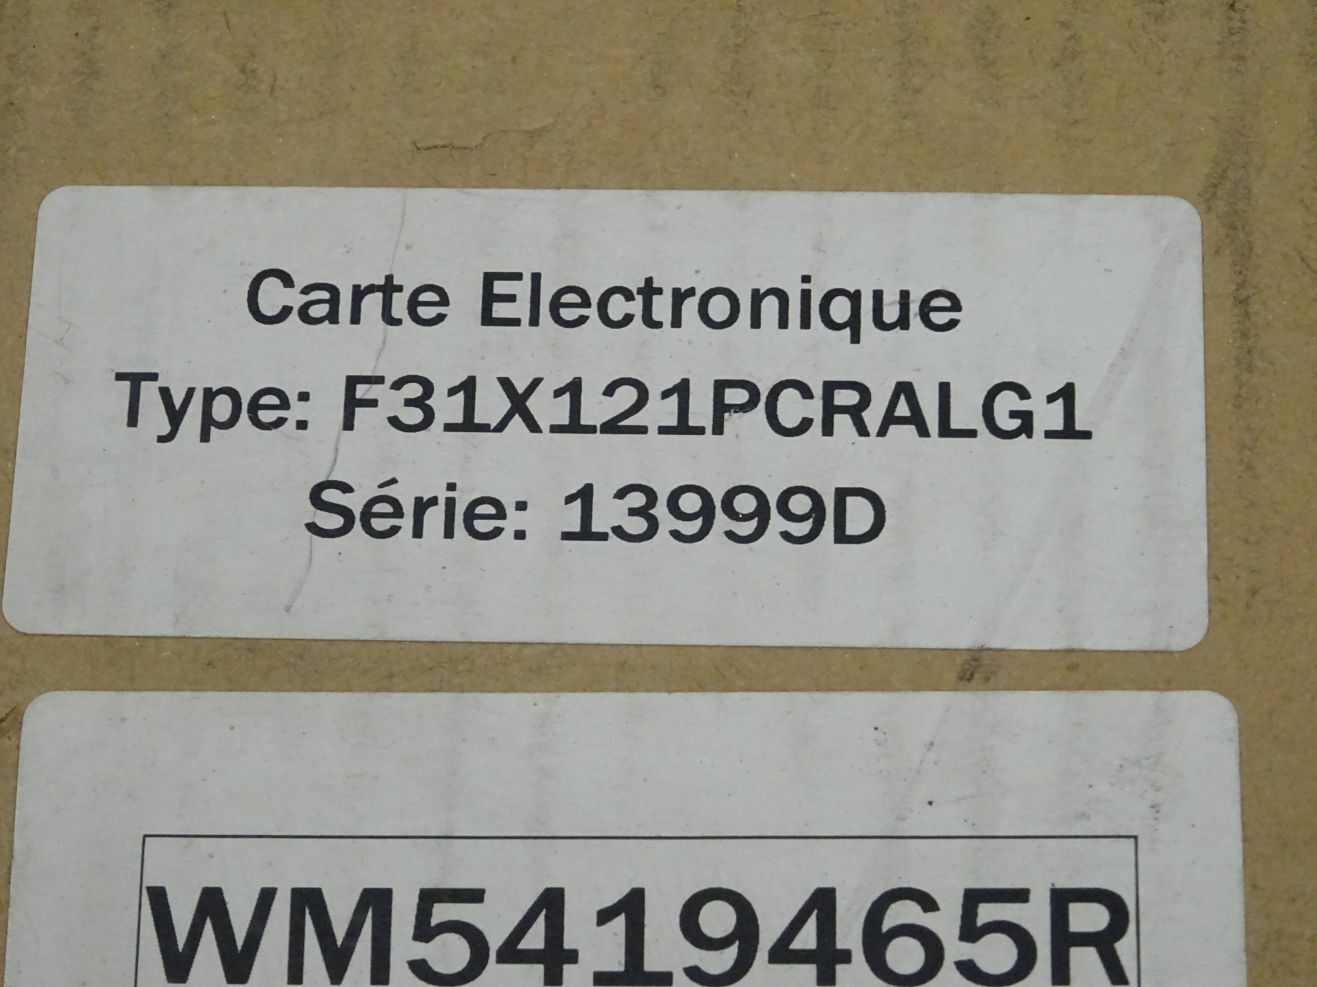 Carte Electronique
Type: F31X121PCRALG1
Série: 13999D
WM5419465R